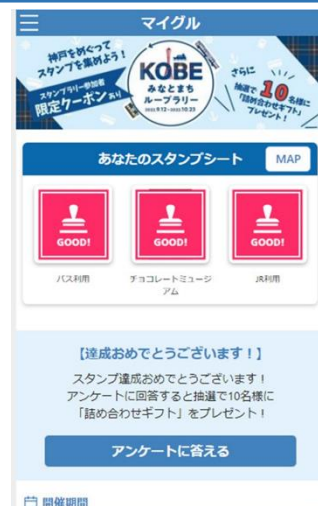 マイグル
神戸をめぐって
スタンプを集めよう!
スタンプラリー参加者
限定クーポンあり
KOBE
みなとまち
ループラリー
2022.9.12-2022.10.23
さらに
抽選で10名様に
「詰め合わせギフト」
プレゼント!
あなたのスタンプシート
MAP
GOOD!
GOOD!
GOOD!
バス利用
チョコレートミュージ
アム
JR利用
【達成おめでとうございます!】
スタンプ達成おめでとうございます!
アンケートに回答すると抽選で10名様に
「詰め合わせギフト」をプレゼント!
アンケートに答える
開催期間